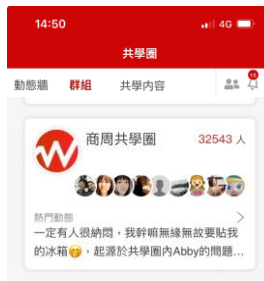 14:50 4G
共學圈
動態牆 群組 共學內容
商周共學圈 32543 人
熱門動態
一定有人很納悶，我幹嘛無緣無故要貼我
的冰箱🤭，起源於共學圈內Abby的問題...